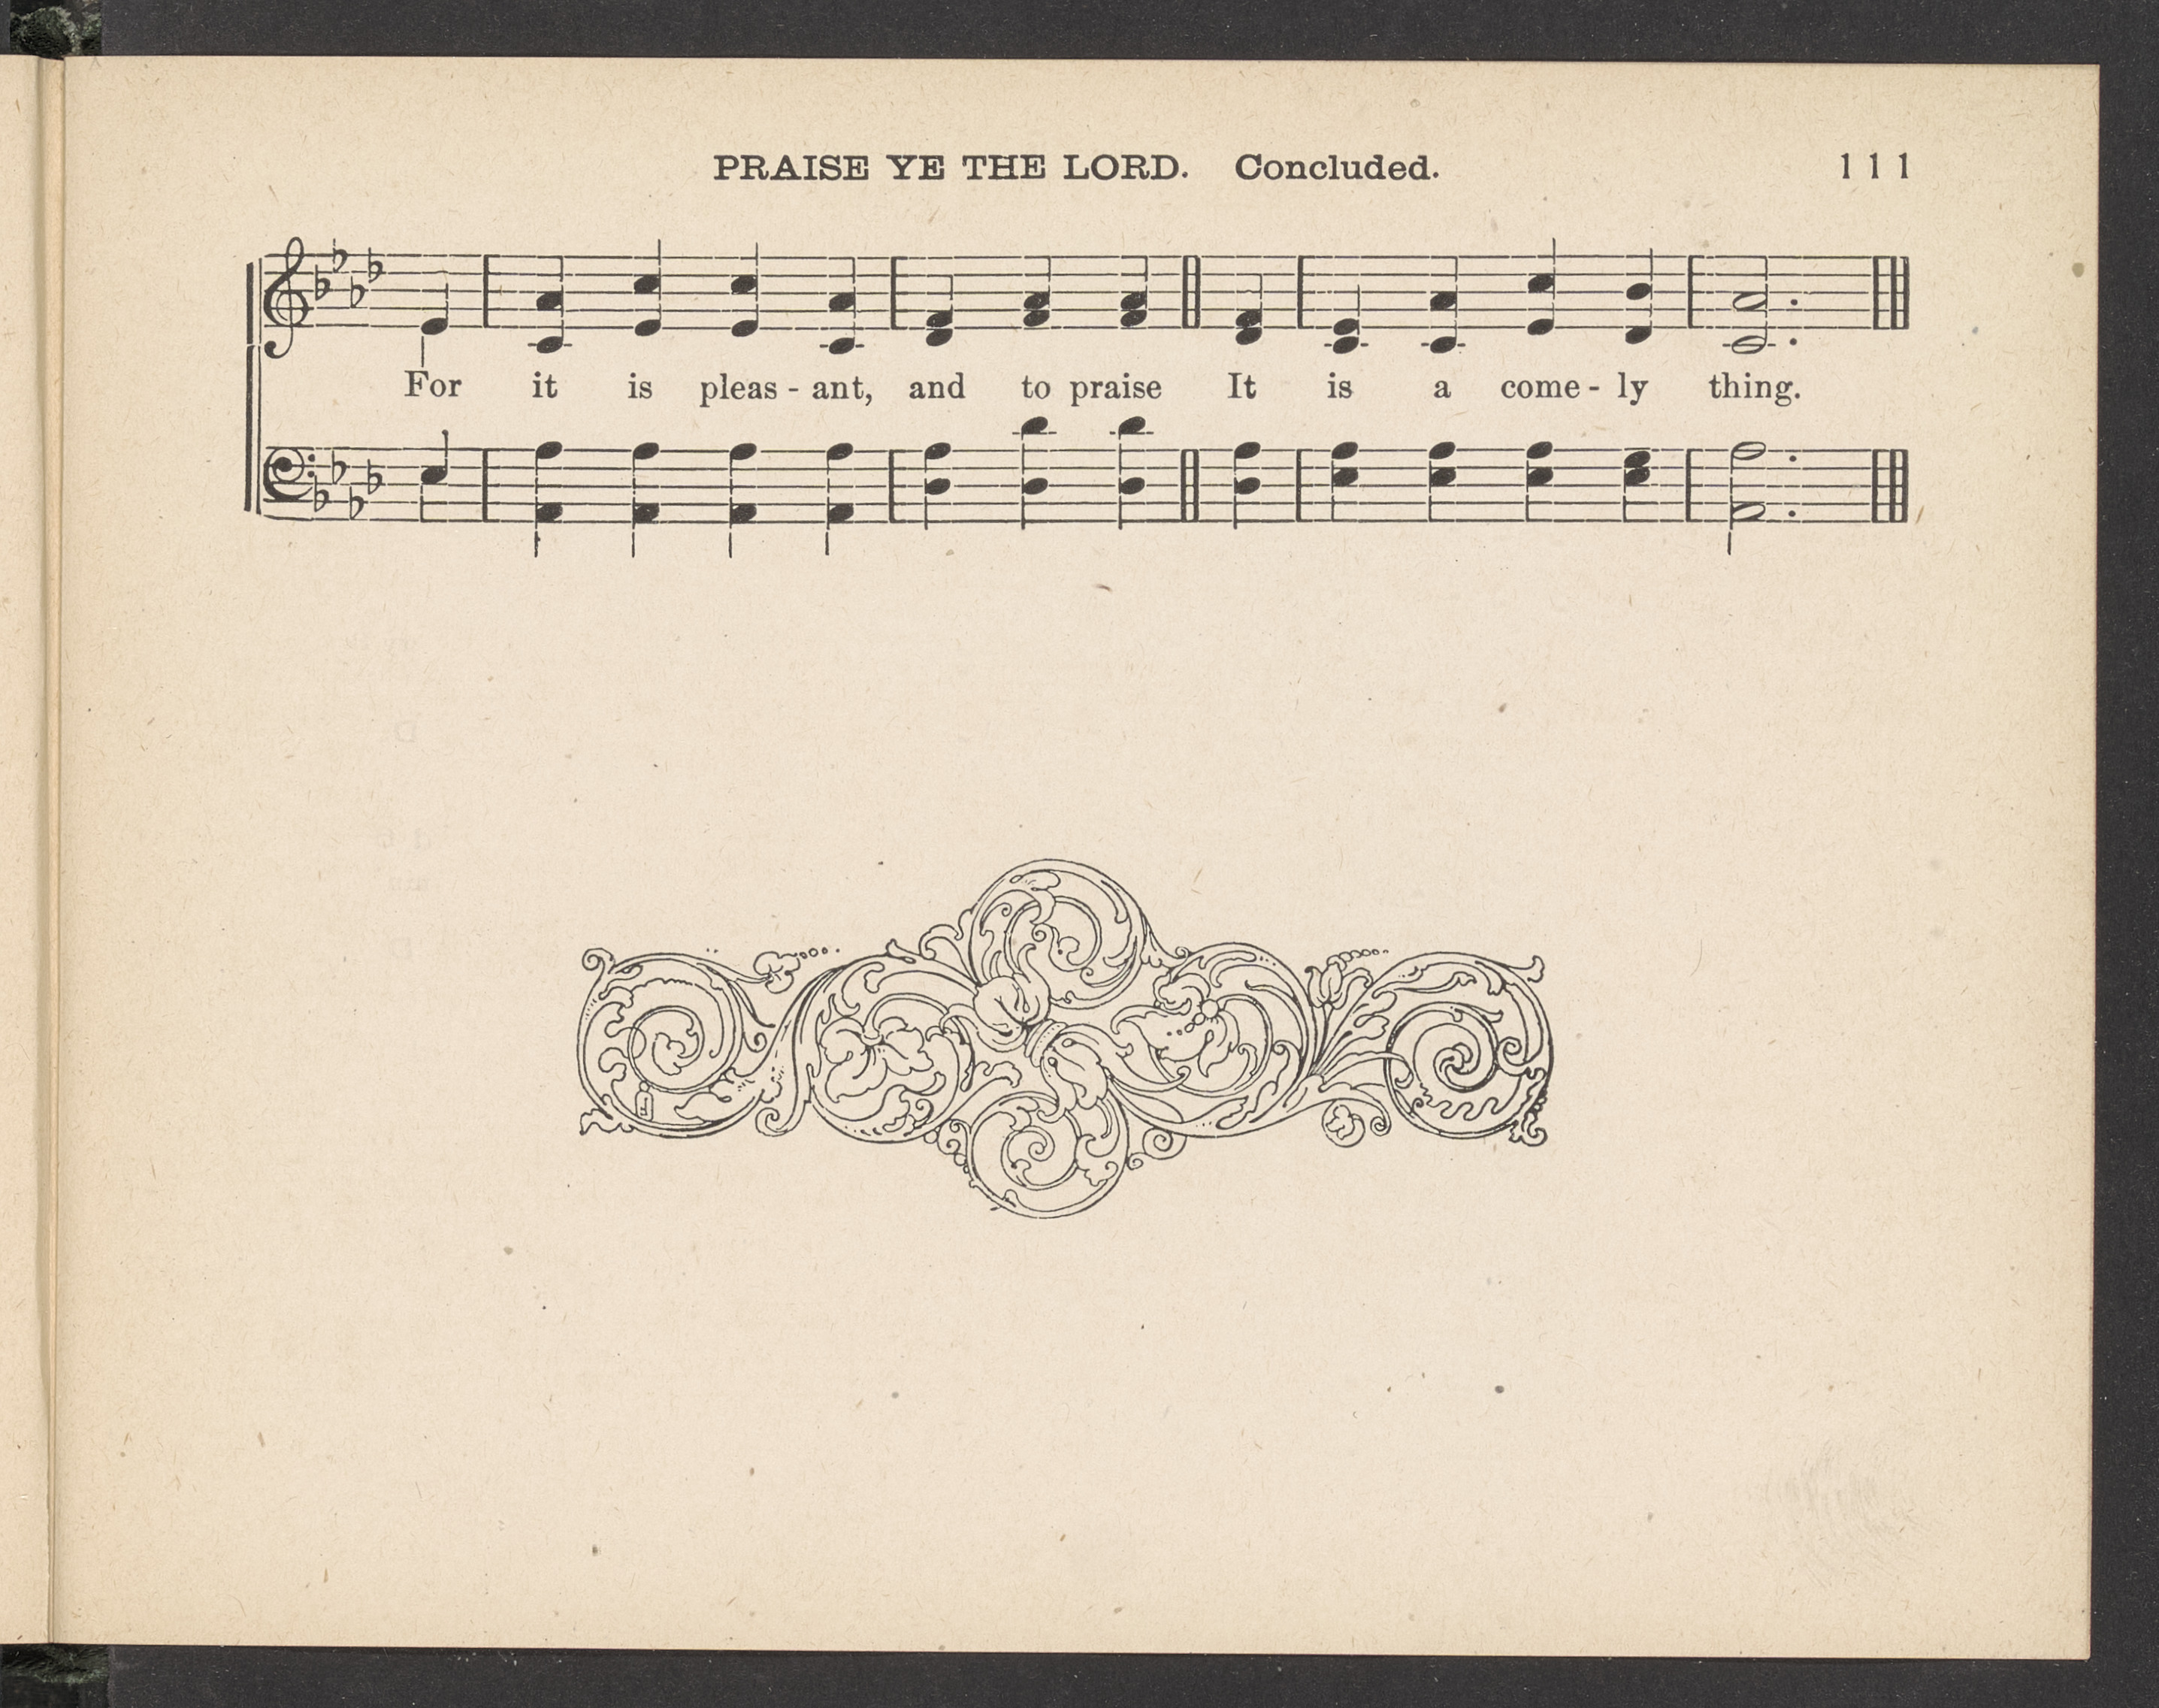 PRAISE YE THE LORD. Concluded. 111
For it is pleas - ant, and to praise It is a come - ly thing.